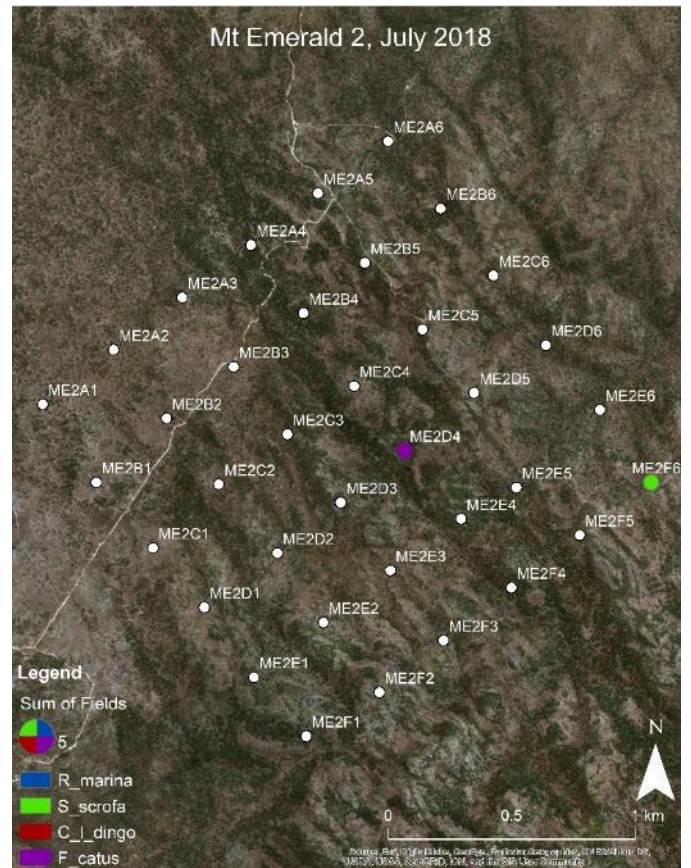 Mt Emerald 2, July 2018
ME2A6
ME2A5
ME2B6
ME2A4
ME2B5
ME2C6
ME2A3
ME2B4
ME2C5
ME2A2
ME2D6
ME2B3
ME2C4
ME2D5
ME2A1
ME2E6
ME2B2
ME2C3
ME2D4
ME2B1
ME2C2
ME2E5
ME2F6
ME2D3
ME2E4
ME2C1
ME2D2
ME2F5
ME2E3
ME2F4
ME2D1
ME2E2
ME2F3
ME2E1
ME2F2
ME2F1
Legend
Sum of Fields
5
R_marina
S_scrofa
C_l_dingo
F_catus
N
0 0.5 1 km